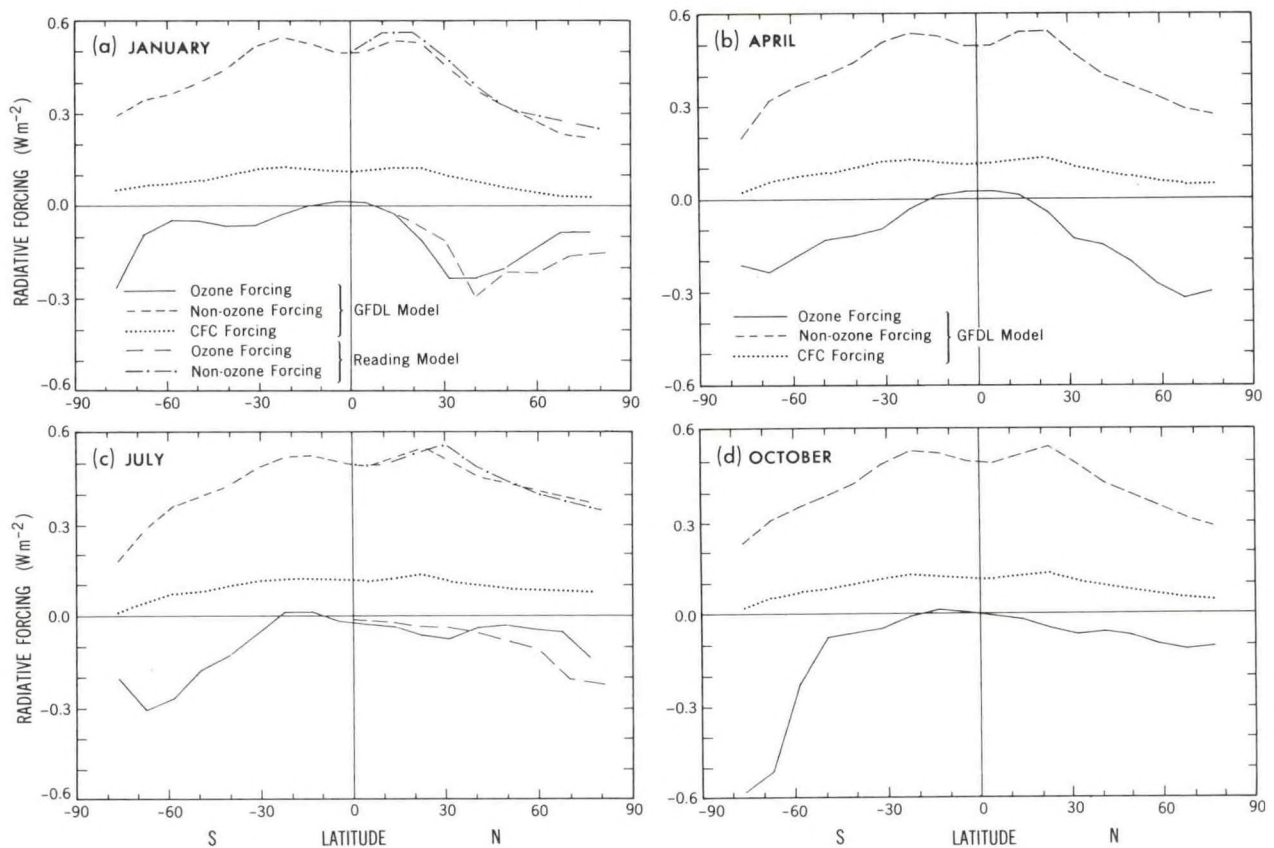 (a) JANUARY
RADIATIVE FORCING (Wm⁻²)
0.6
0.3
0.0
-0.3
-0.6
-90 -60 -30 0 30 60 90
Ozone Forcing
Non-ozone Forcing
CFC Forcing
GFDL Model
Ozone Forcing
Non-ozone Forcing
Reading Model
(b) APRIL
0.6
0.3
0.0
-0.3
-0.6
-90 -60 -30 0 30 60 90
Ozone Forcing
Non-ozone Forcing
CFC Forcing
GFDL Model
(c) JULY
RADIATIVE FORCING (Wm⁻²)
0.6
0.3
0.0
-0.3
-0.6
-90 -60 -30 0 30 60 90
S LATITUDE N
(d) OCTOBER
0.6
0.3
0.0
-0.3
-0.6
-90 -60 -30 0 30 60 90
S LATITUDE N